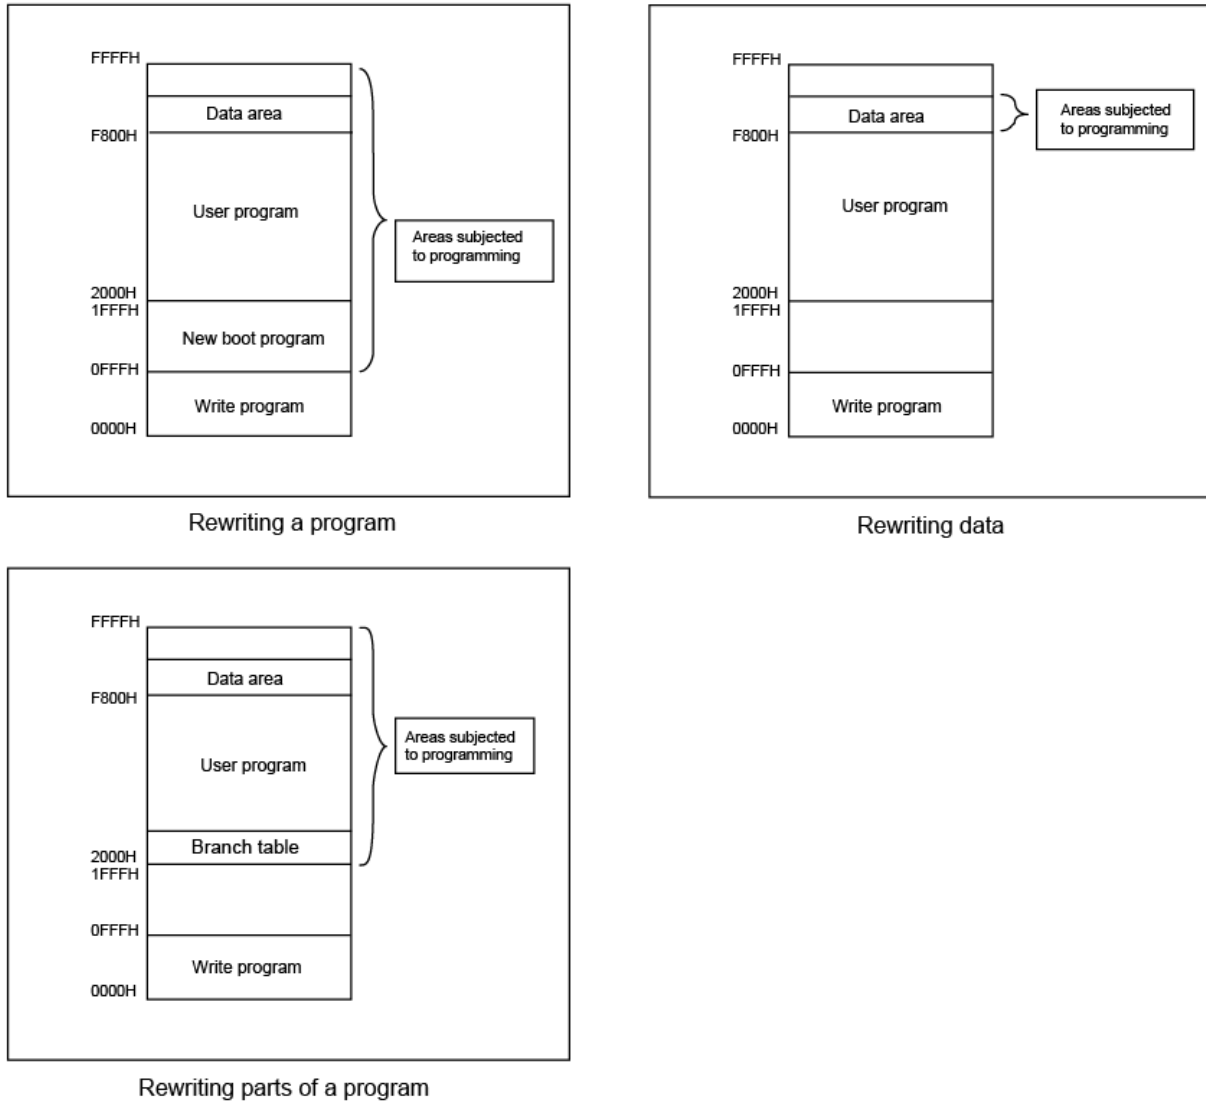 FFFFH
Data area
F800H
User program
Areas subjected
to programming
2000H
1FFFH
New boot program
0FFFH
Write program
0000H
Rewriting a program
FFFFH
Data area
Areas subjected
to programming
F800H
User program
2000H
1FFFH
0FFFH
Write program
0000H
Rewriting data
FFFFH
Data area
F800H
Areas subjected
to programming
User program
Branch table
2000H
1FFFH
0FFFH
Write program
0000H
Rewriting parts of a program